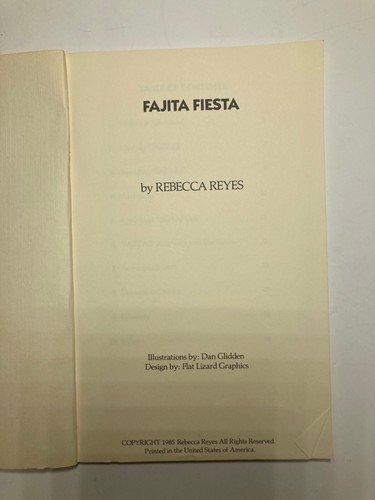 FAJITA FIESTA
by REBECCA REYES
Illustrations by: Dan Glidden
Design by: Flat Lizard Graphics
COPYRIGHT 1985 Rebecca Reyes All Rights Reserved.
Printed in the United States of America.